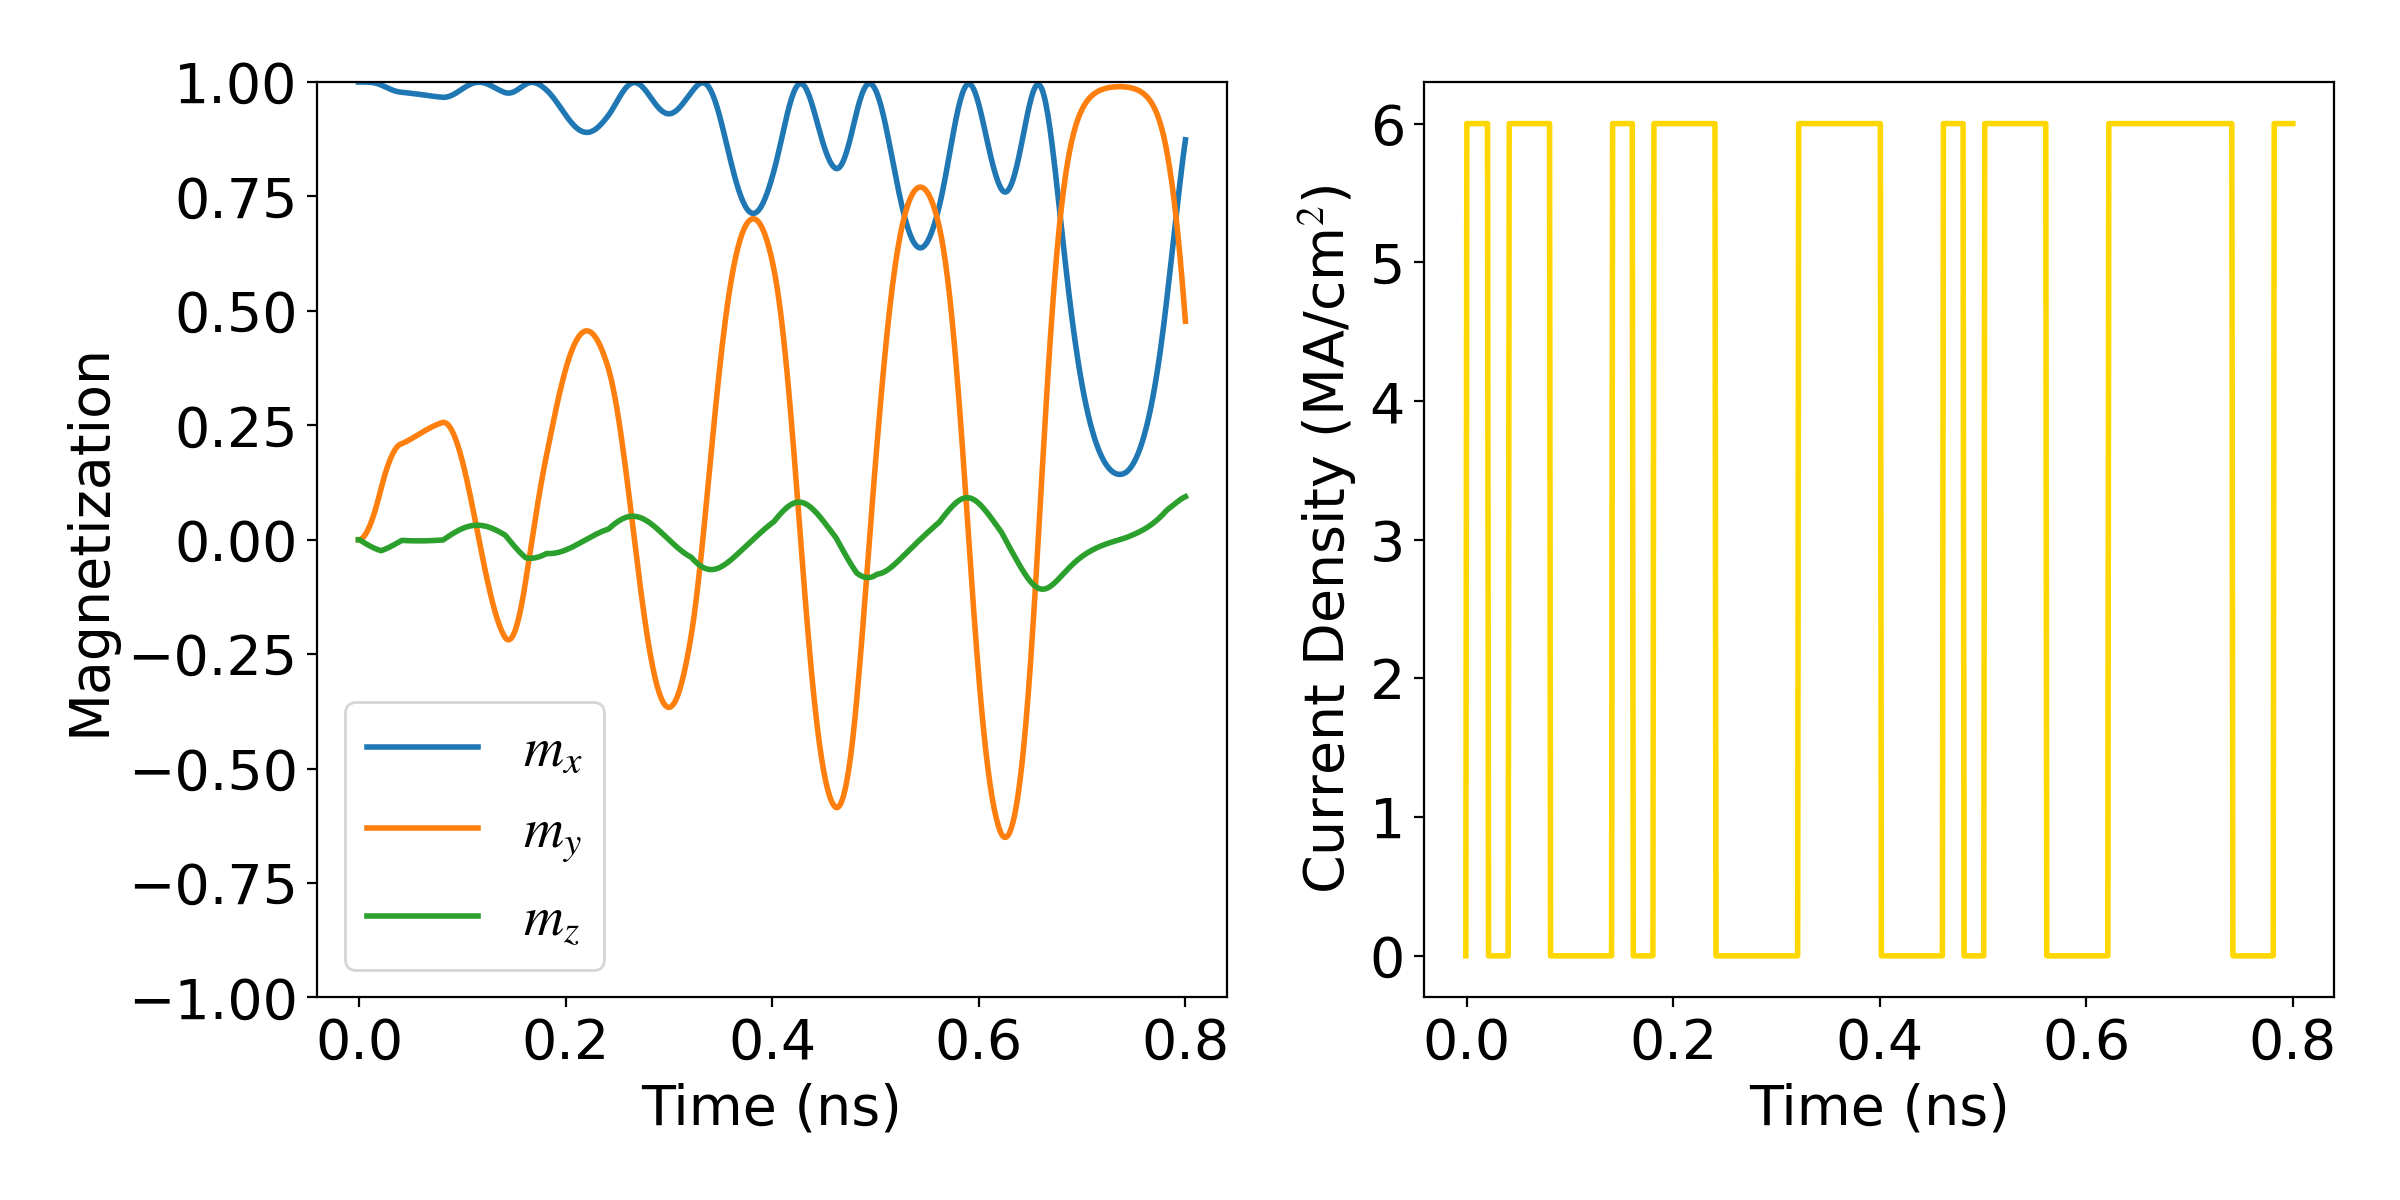 1.00
0.75
0.50
0.25
0.00
−0.25
−0.50
−0.75
−1.00
Magnetization
0.0 0.2 0.4 0.6 0.8
Time (ns)
m_x
m_y
m_z
6
5
4
3
2
1
0
Current Density (MA/cm²)
0.0 0.2 0.4 0.6 0.8
Time (ns)